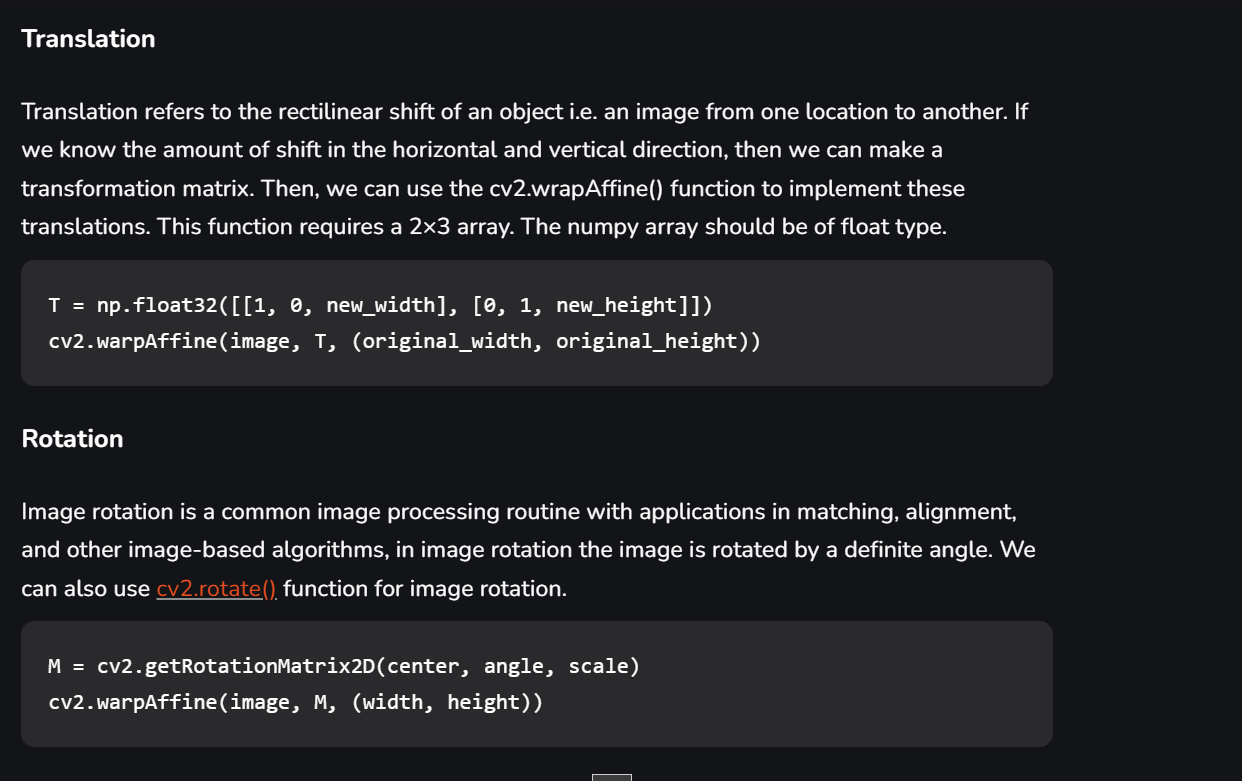 Translation
Translation refers to the rectilinear shift of an object i.e. an image from one location to another. If
we know the amount of shift in the horizontal and vertical direction, then we can make a
transformation matrix. Then, we can use the cv2.wrapAffine() function to implement these
translations. This function requires a 2×3 array. The numpy array should be of float type.
T = np.float32([[1, 0, new_width], [0, 1, new_height]])
cv2.warpAffine(image, T, (original_width, original_height))
Rotation
Image rotation is a common image processing routine with applications in matching, alignment,
and other image-based algorithms, in image rotation the image is rotated by a definite angle. We
can also use cv2.rotate() function for image rotation.
M = cv2.getRotationMatrix2D(center, angle, scale)
cv2.warpAffine(image, M, (width, height))